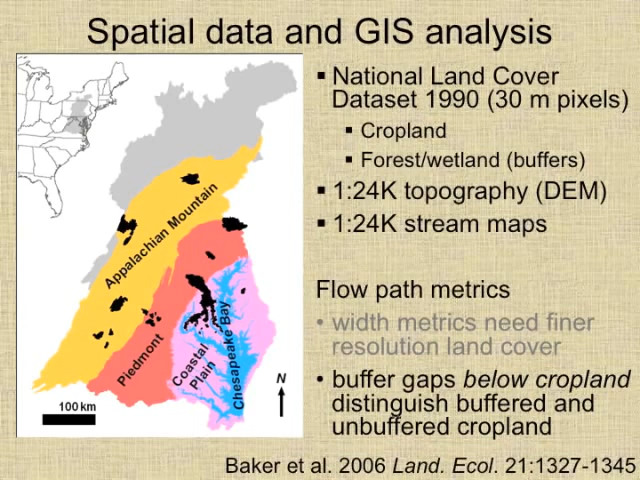 Spatial data and GIS analysis
▪ National Land Cover
Dataset 1990 (30 m pixels)
▪ Cropland
▪ Forest/wetland (buffers)
▪ 1:24K topography (DEM)
▪ 1:24K stream maps
Flow path metrics
• width metrics need finer
resolution land cover
• buffer gaps below cropland
distinguish buffered and
unbuffered cropland
Appalachian Mountain
Piedmont
Coastal
Plain
Chesapeake Bay
N
100 km
Baker et al. 2006 Land. Ecol. 21:1327-1345